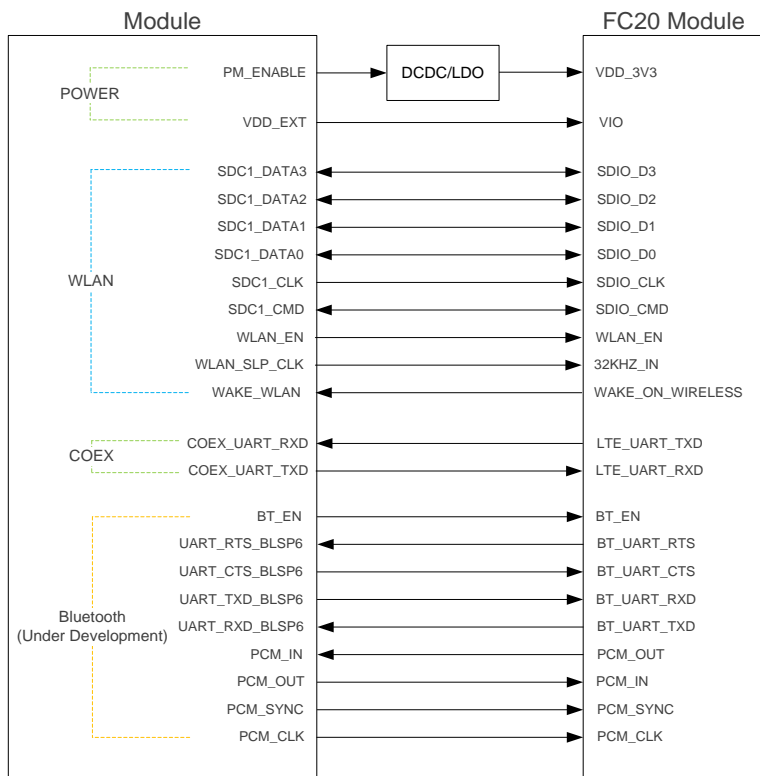 Module
FC20 Module
PM_ENABLE
DCDC/LDO
VDD_3V3
POWER
VDD_EXT
VIO
SDC1_DATA3
SDIO_D3
SDC1_DATA2
SDIO_D2
SDC1_DATA1
SDIO_D1
SDC1_DATA0
SDIO_D0
WLAN
SDC1_CLK
SDIO_CLK
SDC1_CMD
SDIO_CMD
WLAN_EN
WLAN_EN
WLAN_SLP_CLK
32KHZ_IN
WAKE_WLAN
WAKE_ON_WIRELESS
COEX_UART_RXD
LTE_UART_TXD
COEX
COEX_UART_TXD
LTE_UART_RXD
BT_EN
BT_EN
UART_RTS_BLSP6
BT_UART_RTS
UART_CTS_BLSP6
BT_UART_CTS
UART_TXD_BLSP6
BT_UART_RXD
Bluetooth
(Under Development)
UART_RXD_BLSP6
BT_UART_TXD
PCM_IN
PCM_OUT
PCM_OUT
PCM_IN
PCM_SYNC
PCM_SYNC
PCM_CLK
PCM_CLK